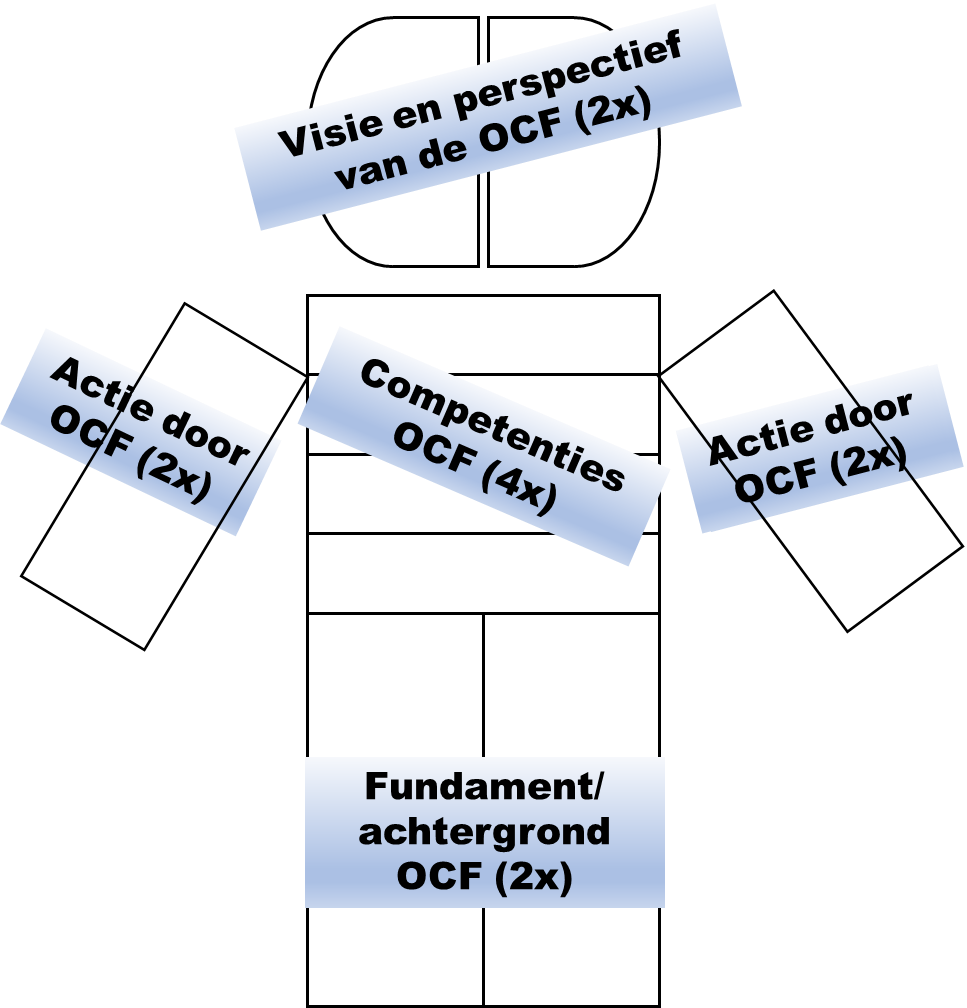 Visie en perspectief
van de OCF (2x)
Actie door
OCF (2x)
Competenties
OCF (4x)
Actie door
OCF (2x)
Fundament/
achtergrond
OCF (2x)